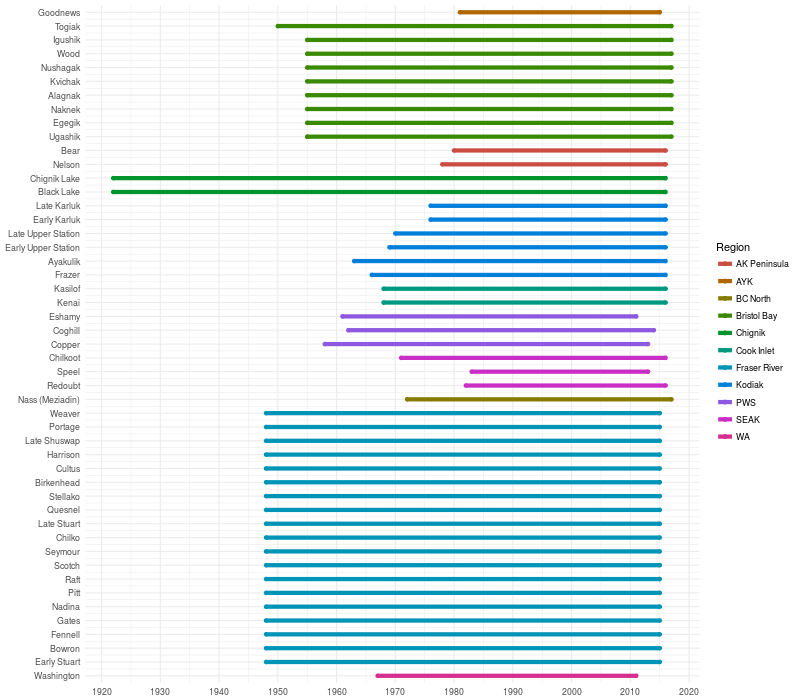 Goodnews
Togiak
Igushik
Wood
Nushagak
Kvichak
Alagnak
Naknek
Egegik
Ugashik
Bear
Nelson
Chignik Lake
Black Lake
Late Karluk
Early Karluk
Late Upper Station
Early Upper Station
Ayakulik
Frazer
Kasilof
Kenai
Eshamy
Coghill
Copper
Chilkoot
Speel
Redoubt
Nass (Meziadin)
Weaver
Portage
Late Shuswap
Harrison
Cultus
Birkenhead
Stellako
Quesnel
Late Stuart
Chilko
Seymour
Scotch
Raft
Pitt
Nadina
Gates
Fennell
Bowron
Early Stuart
Washington
1920 1930 1940 1950 1960 1970 1980 1990 2000 2010 2020
Region
AK Peninsula
AYK
BC North
Bristol Bay
Chignik
Cook Inlet
Fraser River
Kodiak
PWS
SEAK
WA